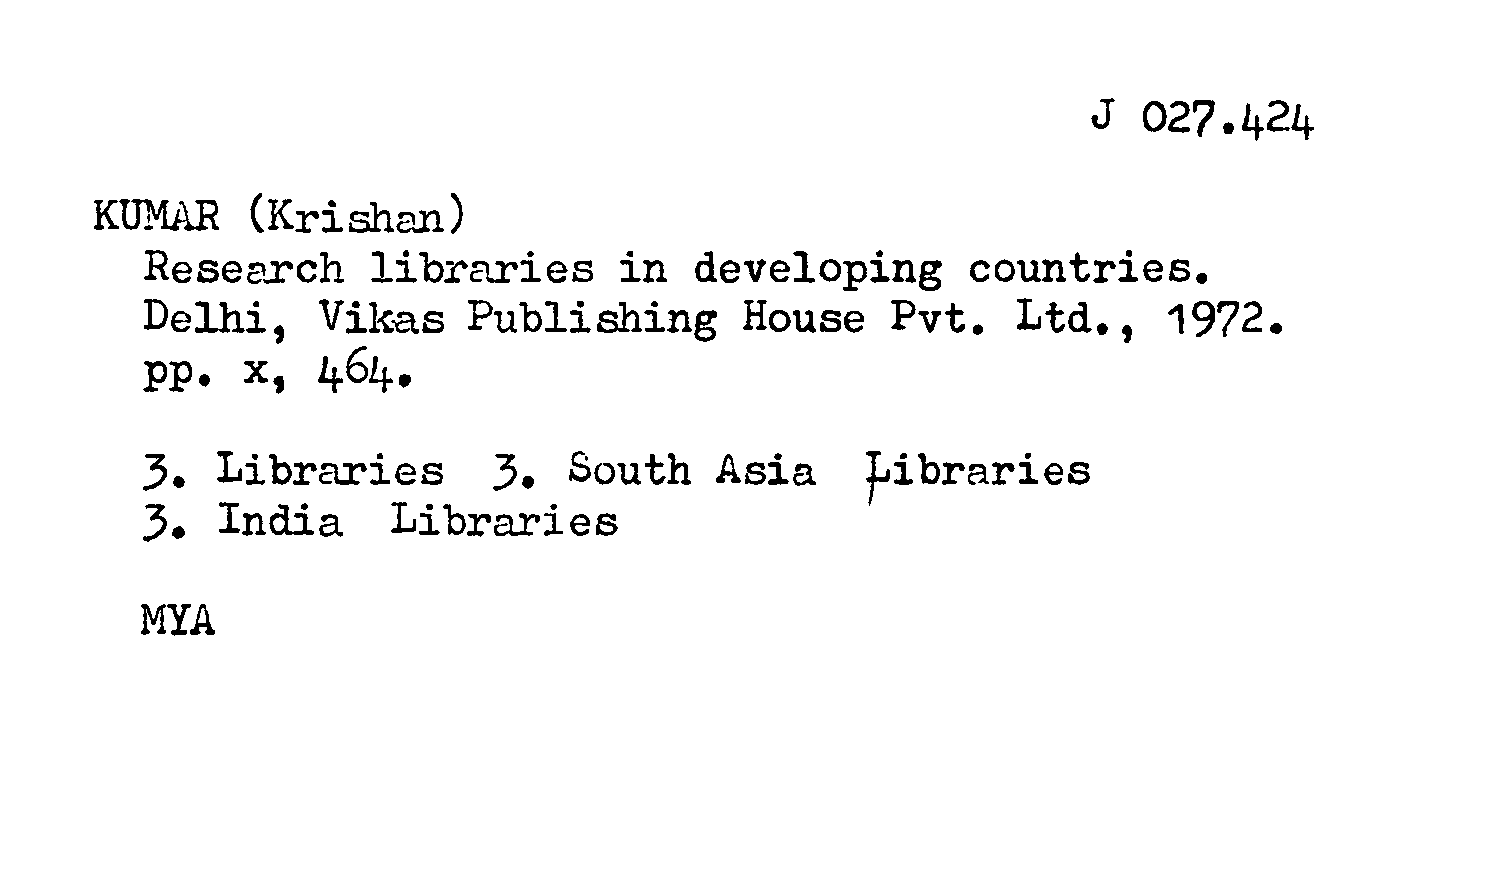 J 027.424
KUMAR (Krishan)
Research libraries in developing countries.
Delhi, Vikas Publishing House Pvt. Ltd., 1972.
pp. x, 464.
3. Libraries 3. South Asia Libraries
3. India Libraries
MYA